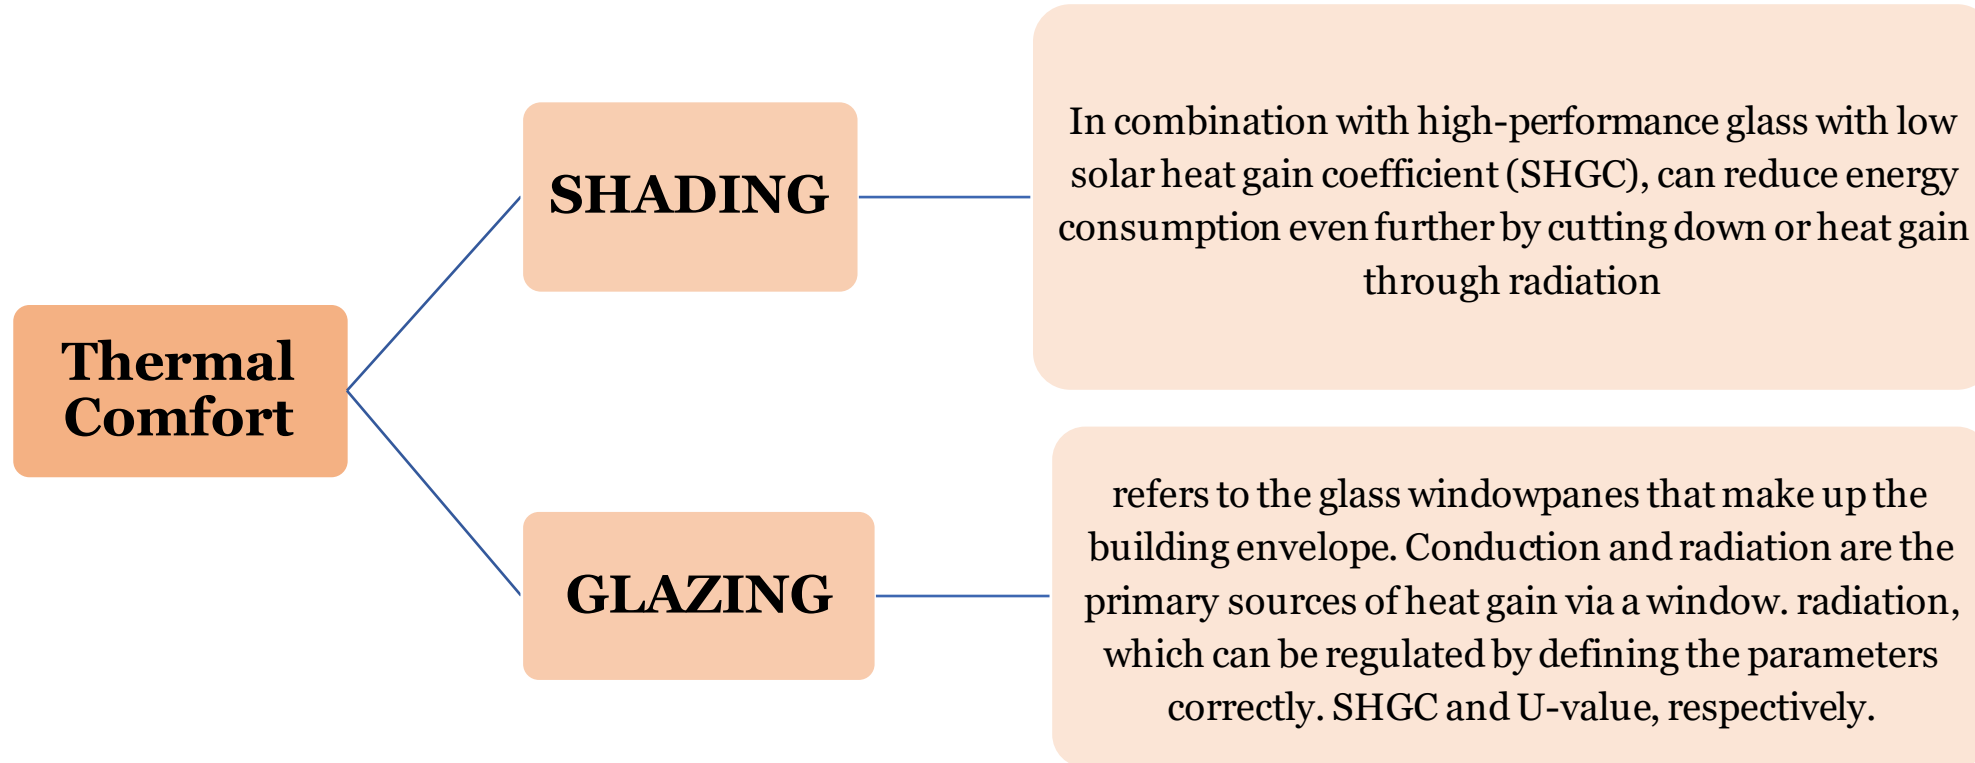 Thermal
Comfort
SHADING
In combination with high-performance glass with low
solar heat gain coefficient (SHGC), can reduce energy
consumption even further by cutting down or heat gain
through radiation
GLAZING
refers to the glass windowpanes that make up the
building envelope. Conduction and radiation are the
primary sources of heat gain via a window. radiation,
which can be regulated by defining the parameters
correctly. SHGC and U-value, respectively.